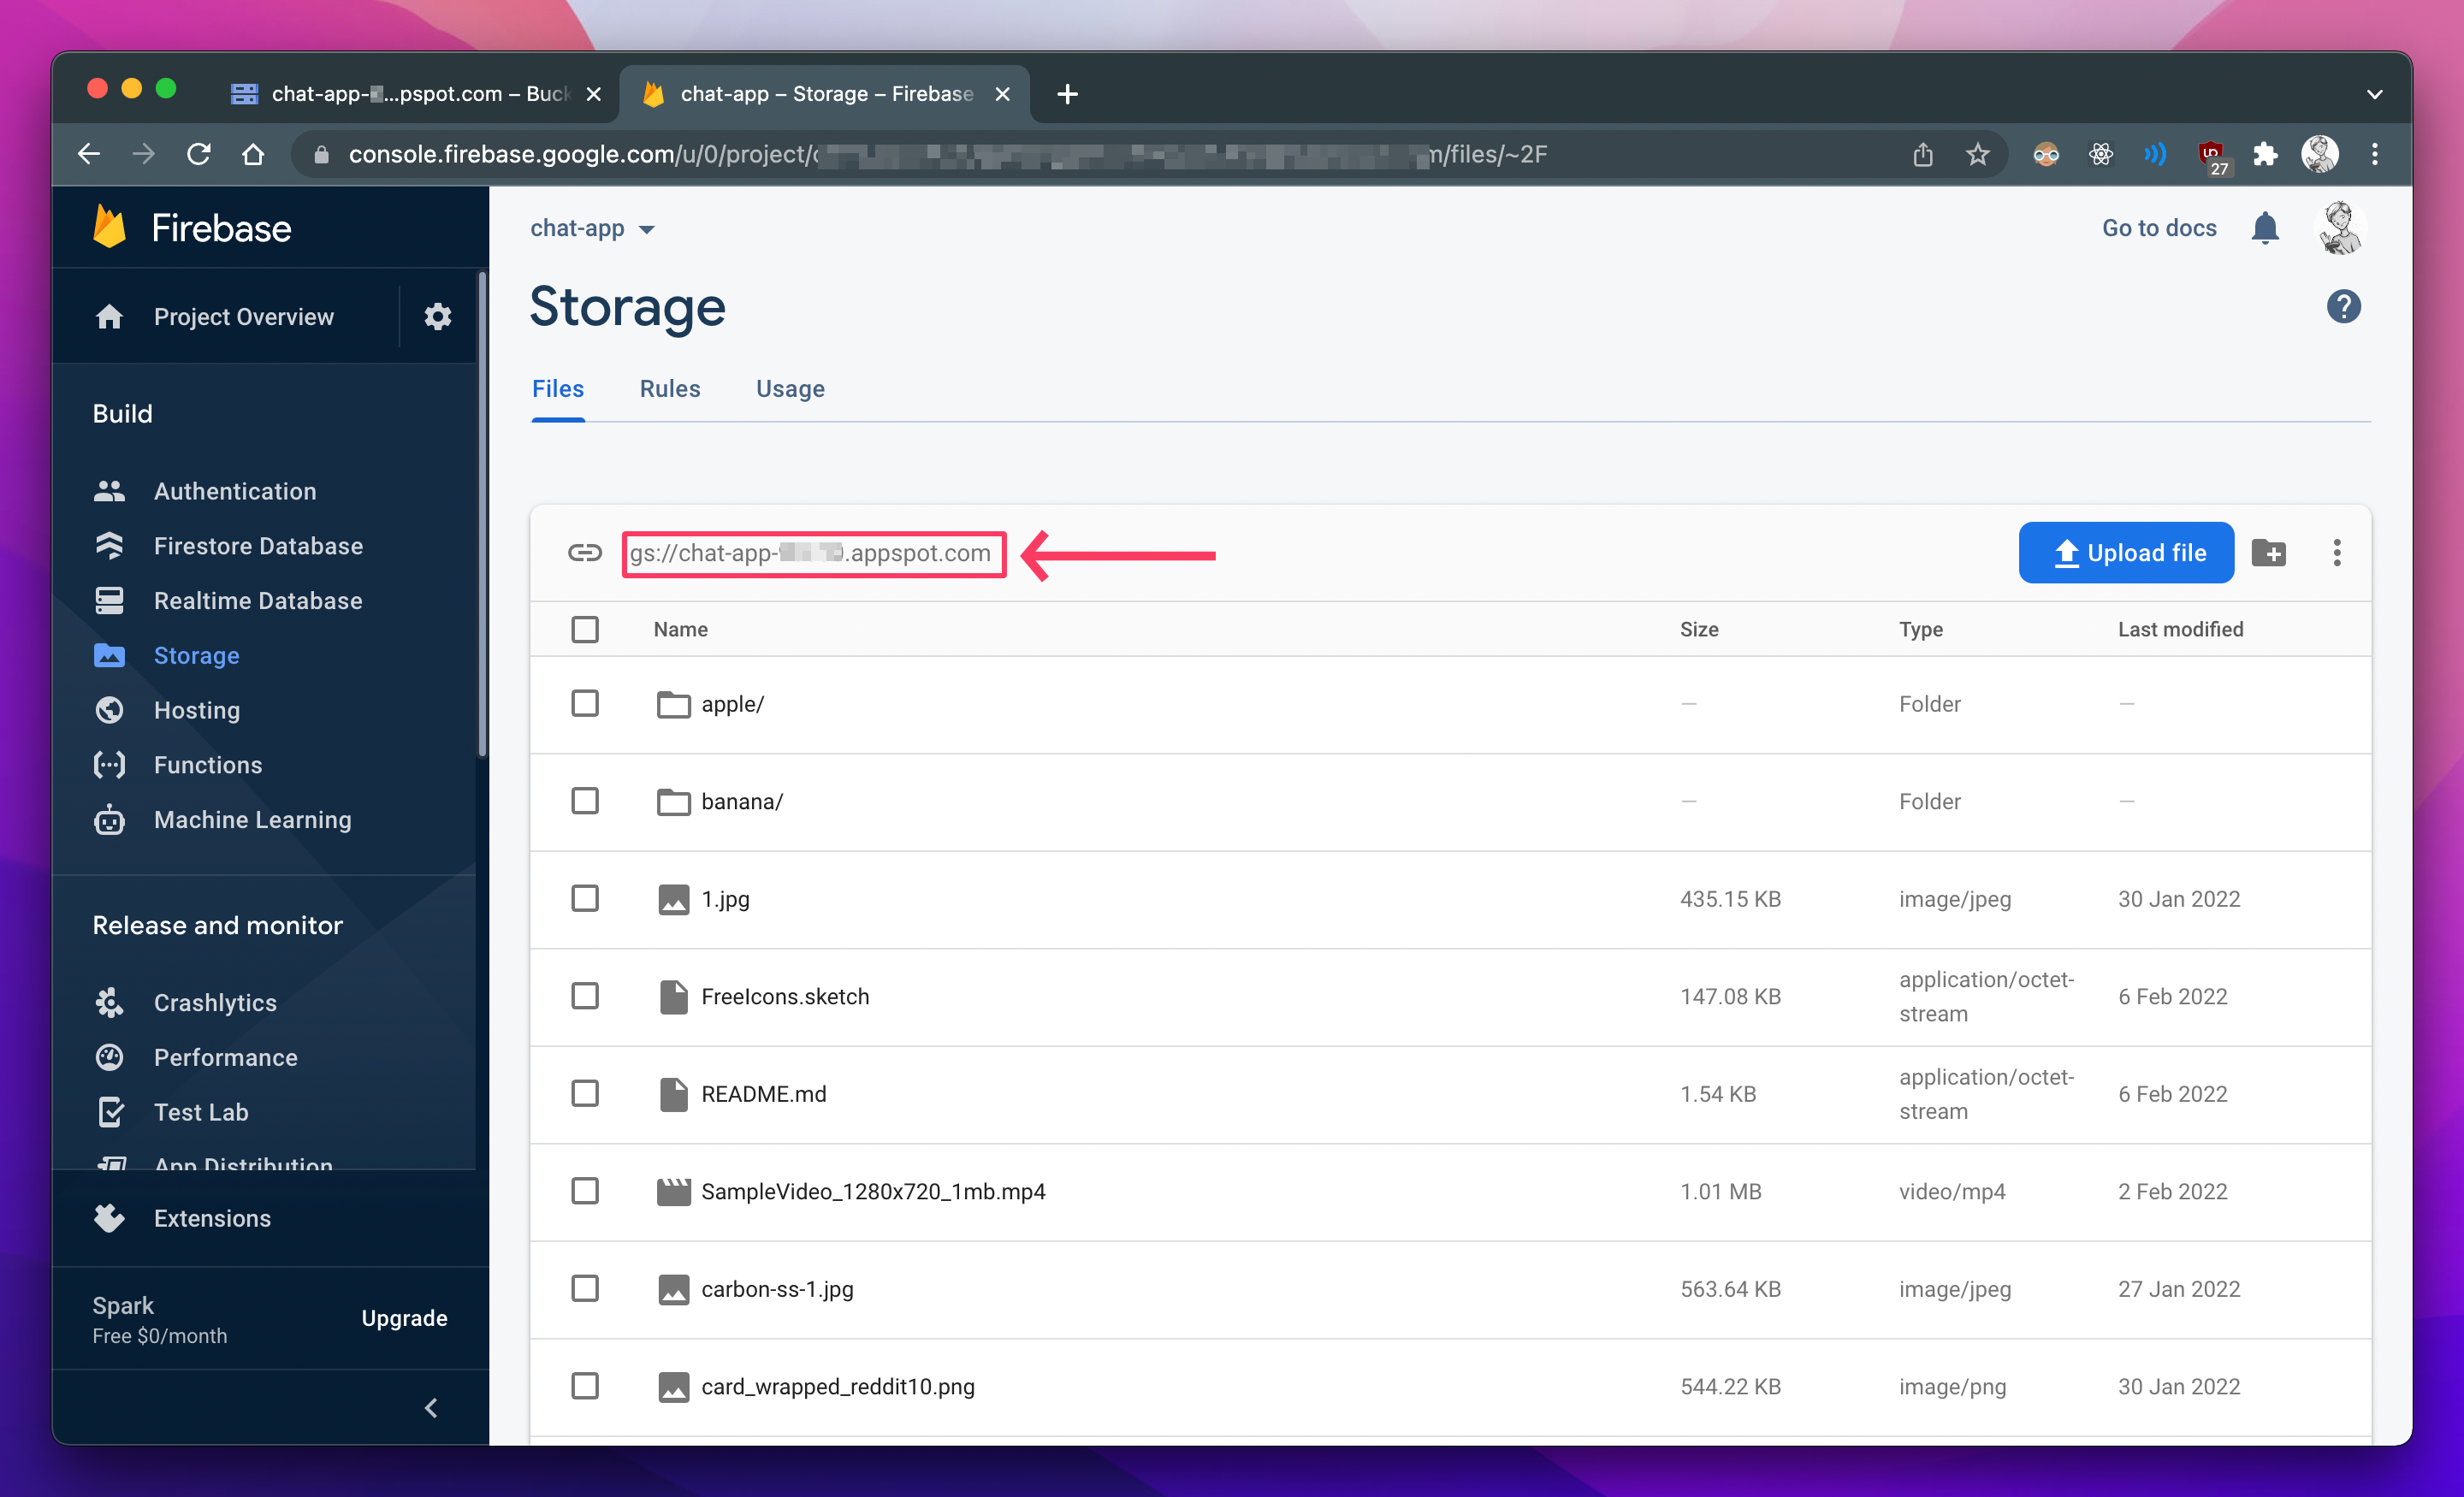 chat-app-...pspot.com – Buck
chat-app – Storage – Firebase
console.firebase.google.com/u/0/project/ /files/~2F
27
Firebase
Project Overview
Build
Authentication
Firestore Database
Realtime Database
Storage
Hosting
Functions
Machine Learning
Release and monitor
Crashlytics
Performance
Test Lab
App Distribution
Extensions
Spark
Free $0/month
Upgrade
chat-app
Go to docs
Storage
Files Rules Usage
gs://chat-app- .appspot.com
Upload file
Name Size Type Last modified
apple/ — Folder —
banana/ — Folder —
1.jpg 435.15 KB image/jpeg 30 Jan 2022
FreeIcons.sketch 147.08 KB application/octet-
stream 6 Feb 2022
README.md 1.54 KB application/octet-
stream 6 Feb 2022
SampleVideo_1280x720_1mb.mp4 1.01 MB video/mp4 2 Feb 2022
carbon-ss-1.jpg 563.64 KB image/jpeg 27 Jan 2022
card_wrapped_reddit10.png 544.22 KB image/png 30 Jan 2022